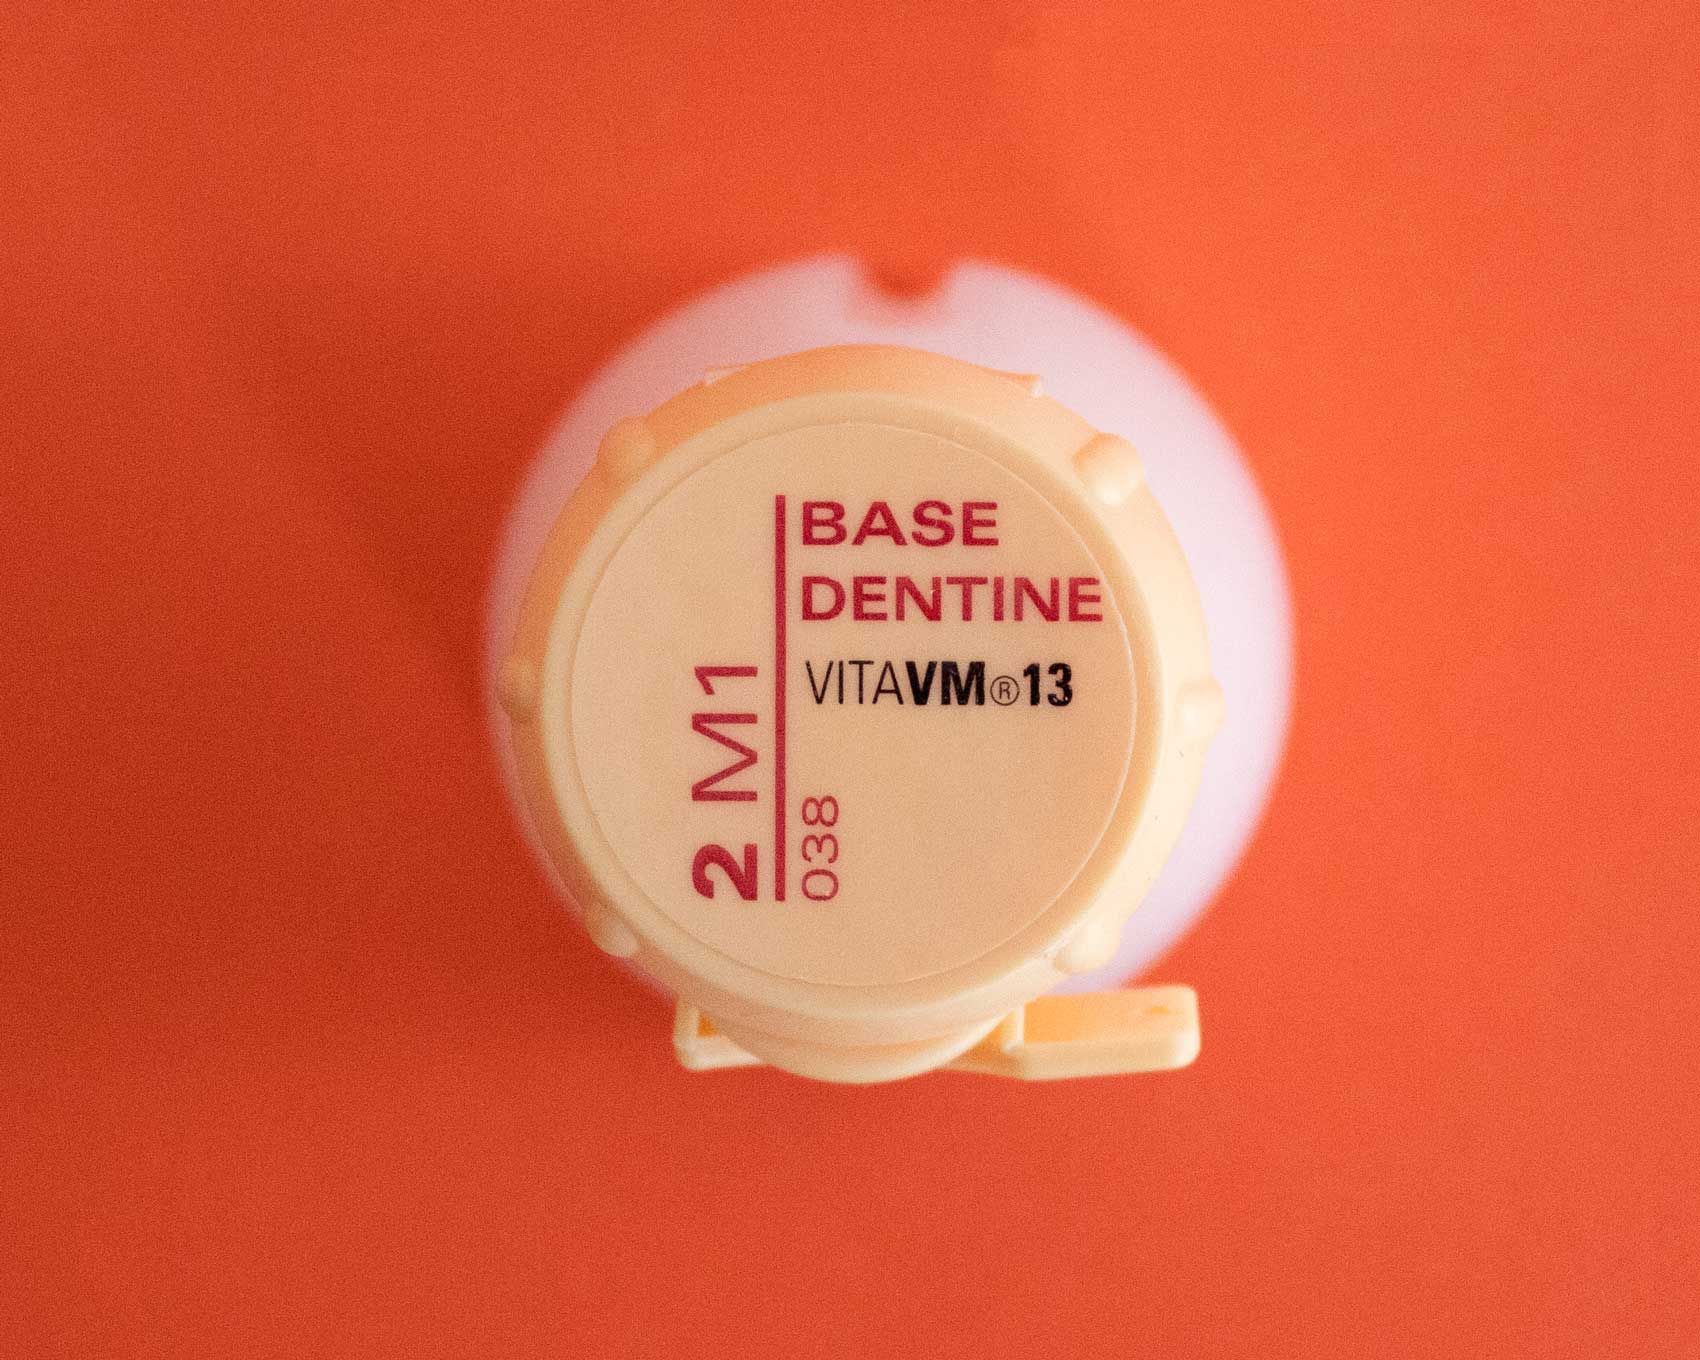 BASE
DENTINE
VITAVM®13
2 M1
038